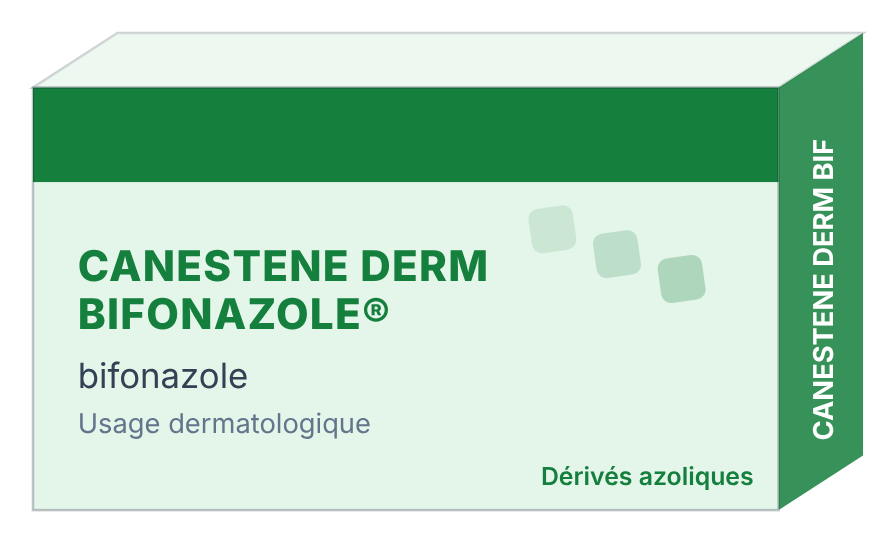 CANESTENE DERM
BIFONAZOLE®
bifonazole
Usage dermatologique
Dérivés azoliques
CANESTENE DERM BIF